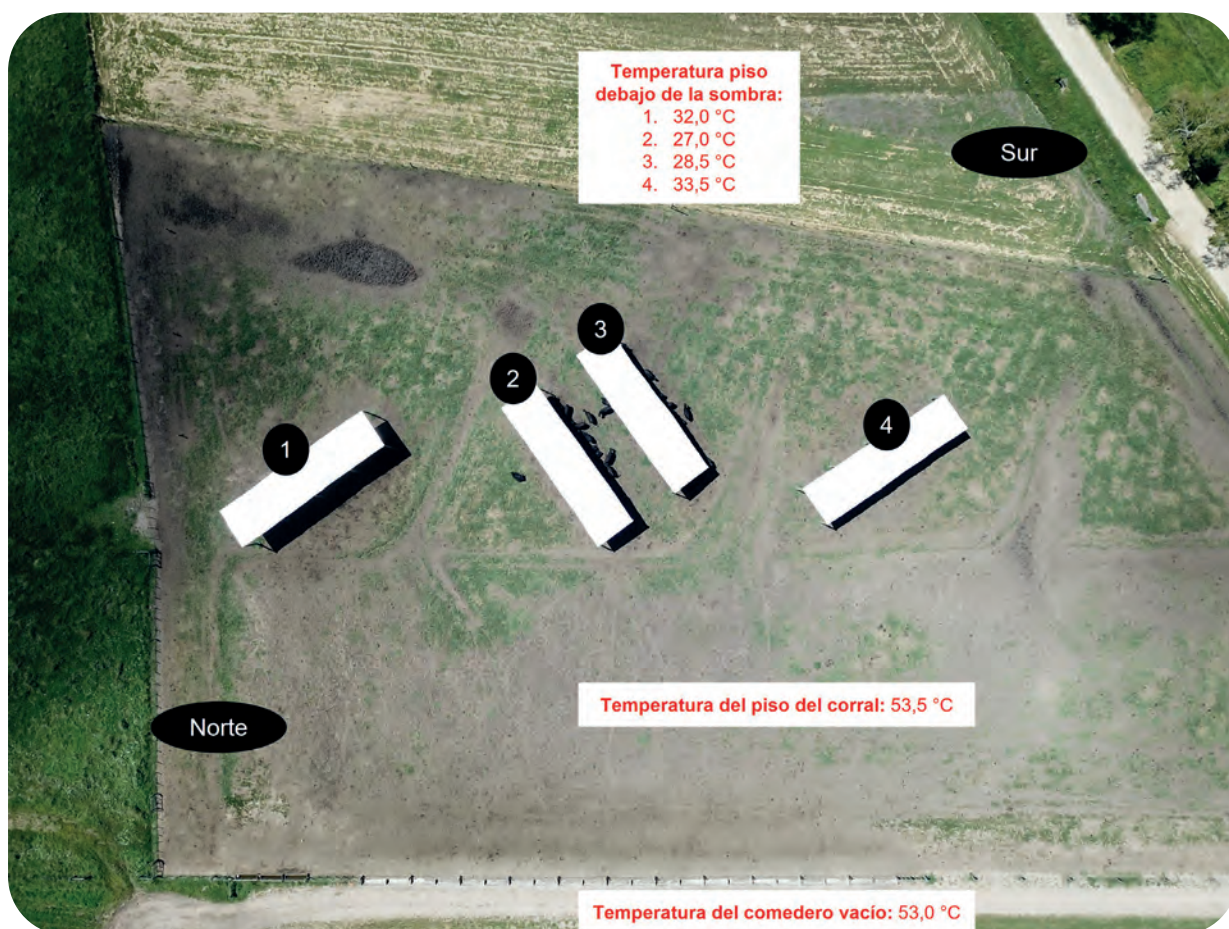 Temperatura piso
debajo de la sombra:
1. 32,0 °C
2. 27,0 °C
3. 28,5 °C
4. 33,5 °C
Sur
3
2
1
4
Temperatura del piso del corral: 53,5 °C
Norte
Temperatura del comedero vacío: 53,0 °C